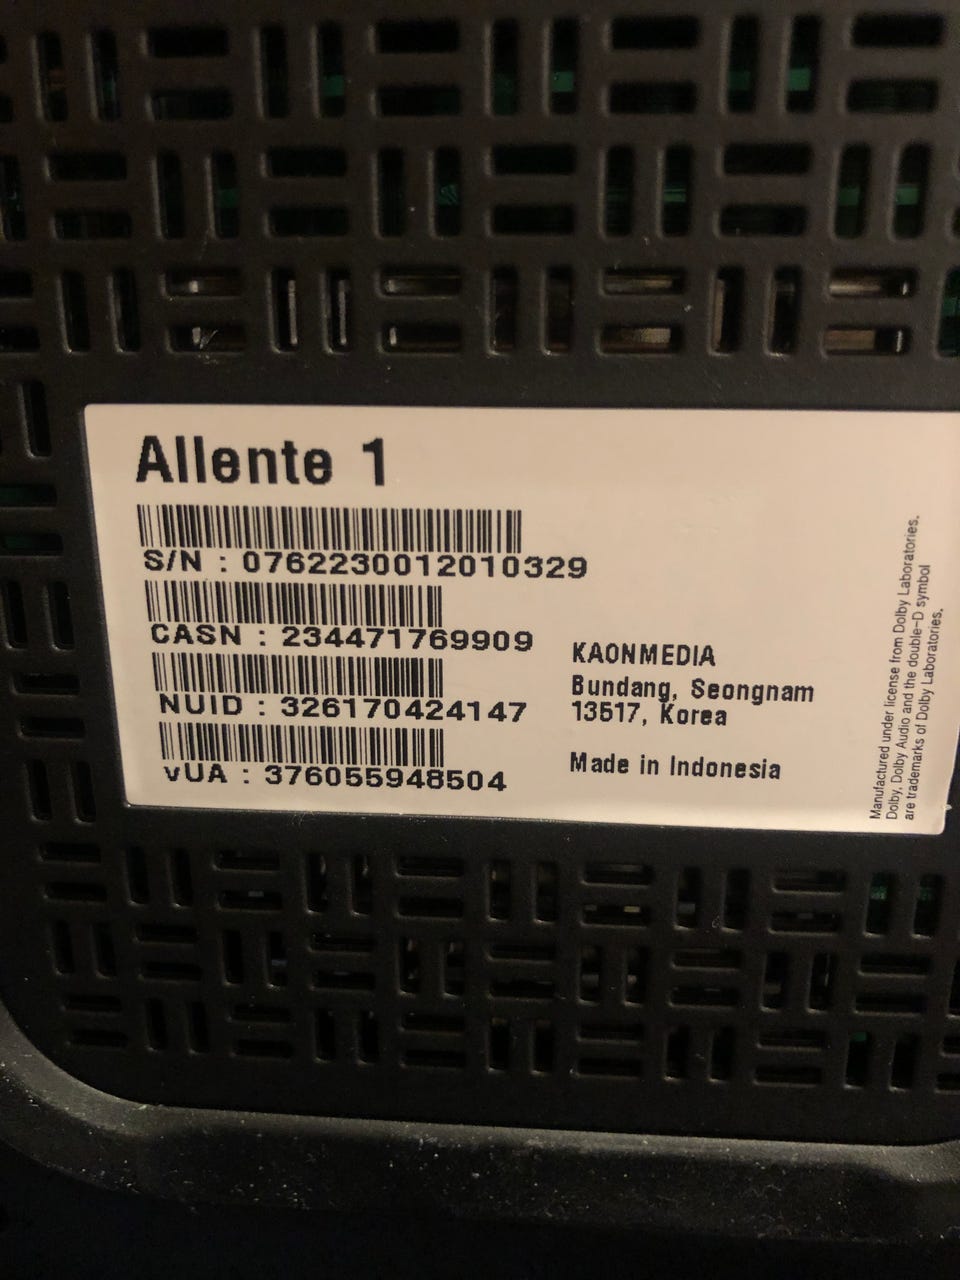 Allente 1
S/N : 0762230012010329
CASN : 234471769909
NUID : 326170424147
vUA : 376055948504
KAONMEDIA
Bundang, Seongnam
13517, Korea
Made in Indonesia
Manufactured under license from Dolby Laboratories.
Dolby, Dolby Audio and the double-D symbol
are trademarks of Dolby Laboratories.